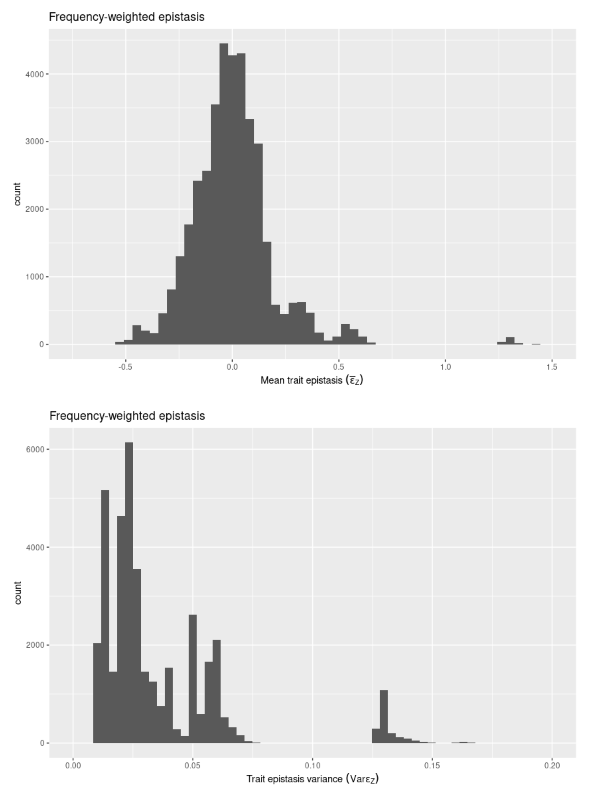 Frequency-weighted epistasis
4000
3000
2000
1000
0
count
-0.5 0.0 0.5 1.0 1.5
Mean trait epistasis (ε̅Z)
Frequency-weighted epistasis
6000
4000
2000
0
count
0.00 0.05 0.10 0.15 0.20
Trait epistasis variance (VarεZ)